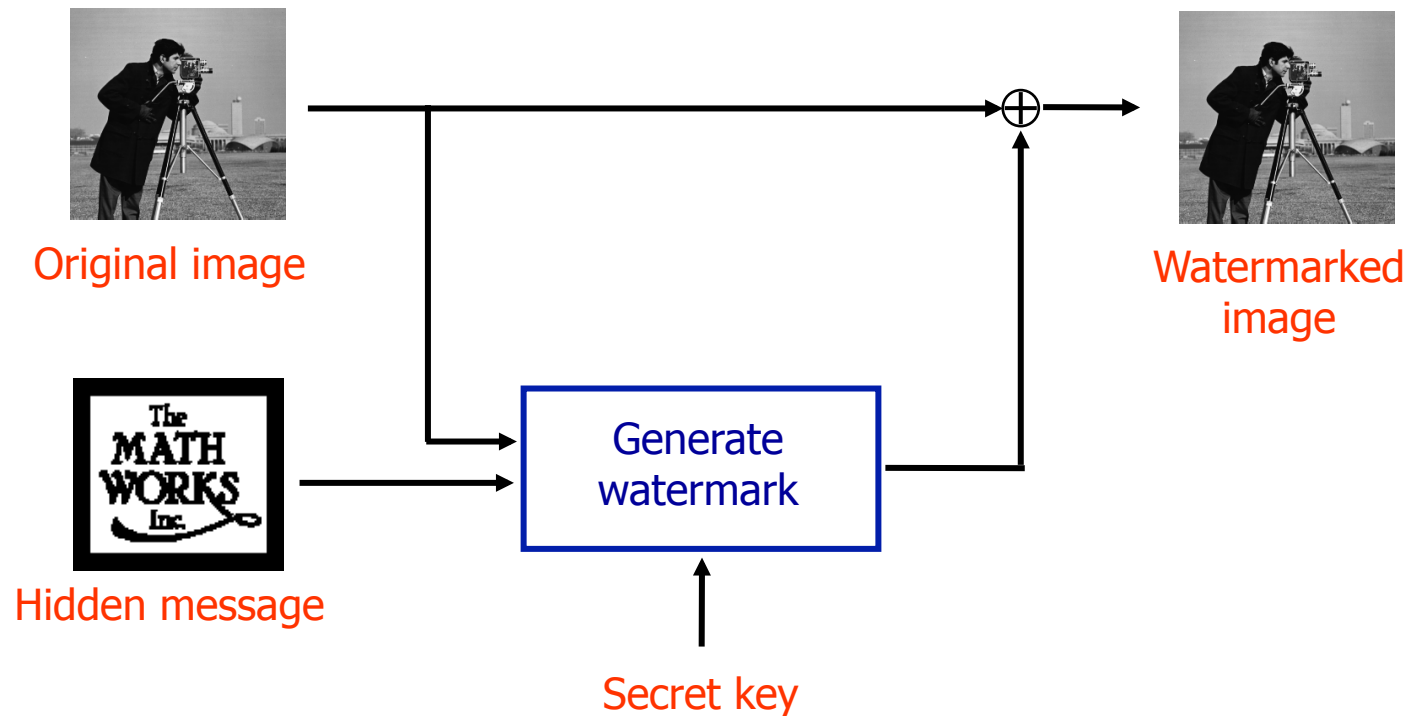 Original image
Watermarked
image
The
MATH
WORKS
Inc.
Generate
watermark
Hidden message
Secret key